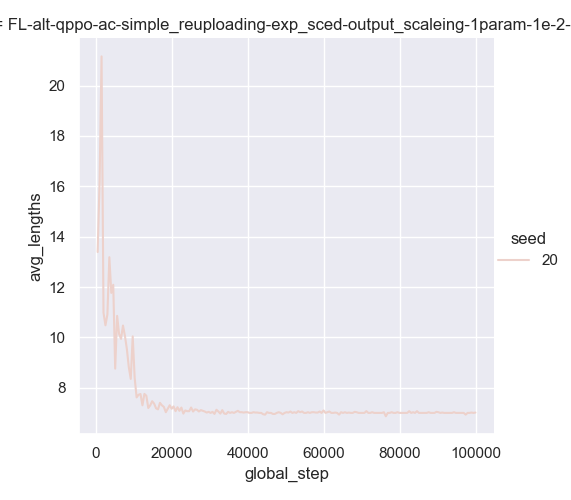 = FL-alt-qppo-ac-simple_reuploading-exp_sced-output_scaleing-1param-1e-2-
20
18
16
14
12
10
8
avg_lengths
0 20000 40000 60000 80000 100000
global_step
seed
20